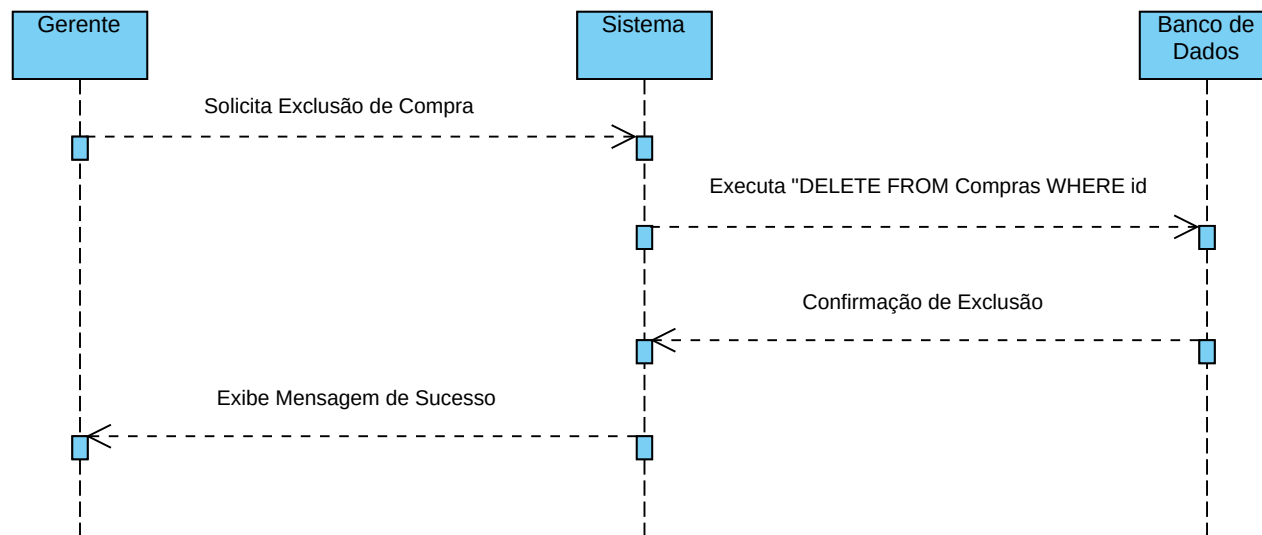 Gerente
Sistema
Banco de
Dados
Solicita Exclusão de Compra
Executa "DELETE FROM Compras WHERE id
Confirmação de Exclusão
Exibe Mensagem de Sucesso